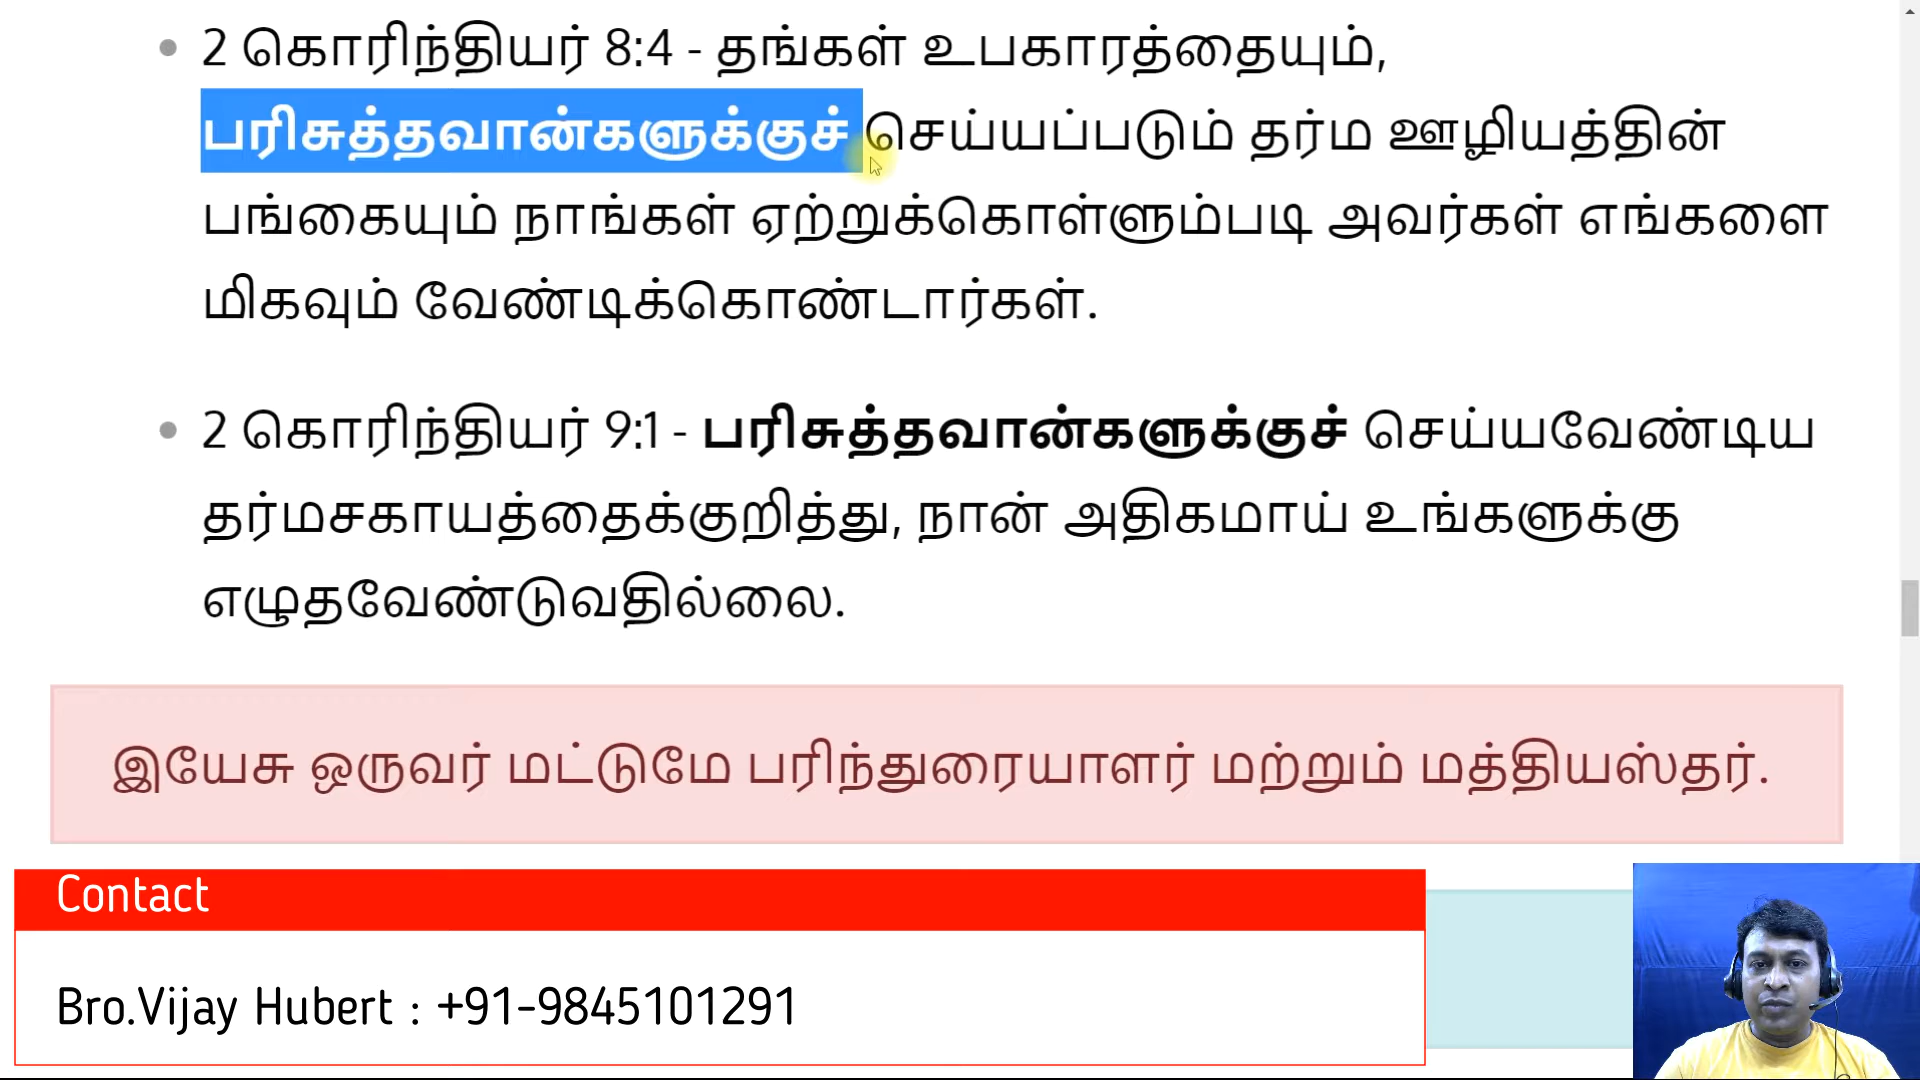 2 கொரிந்தியர் 8:4 - தங்கள் உபகாரத்தையும்,
பரிசுத்தவான்களுக்குச் செய்யப்படும் தர்ம ஊழியத்தின்
பங்கையும் நாங்கள் ஏற்றுக்கொள்ளும்படி அவர்கள் எங்களை
மிகவும் வேண்டிக்கொண்டார்கள்.
2 கொரிந்தியர் 9:1 - பரிசுத்தவான்களுக்குச் செய்யவேண்டிய
தர்மசகாயத்தைக்குறித்து, நான் அதிகமாய் உங்களுக்கு
எழுதவேண்டுவதில்லை.
இயேசு ஒருவர் மட்டுமே பரிந்துரையாளர் மற்றும் மத்தியஸ்தர்.
Contact
Bro.Vijay Hubert : +91-9845101291